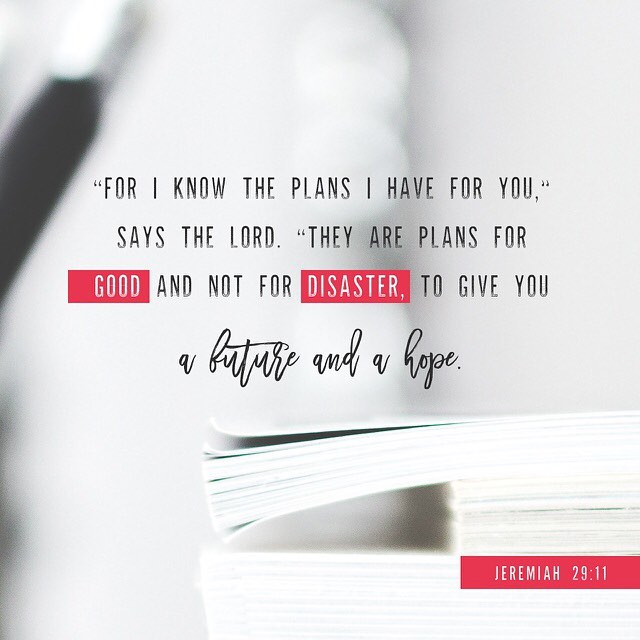 “FOR I KNOW THE PLANS I HAVE FOR YOU,“
SAYS THE LORD. “THEY ARE PLANS FOR
GOOD AND NOT FOR DISASTER, TO GIVE YOU
a future and a hope.
JEREMIAH 29:11